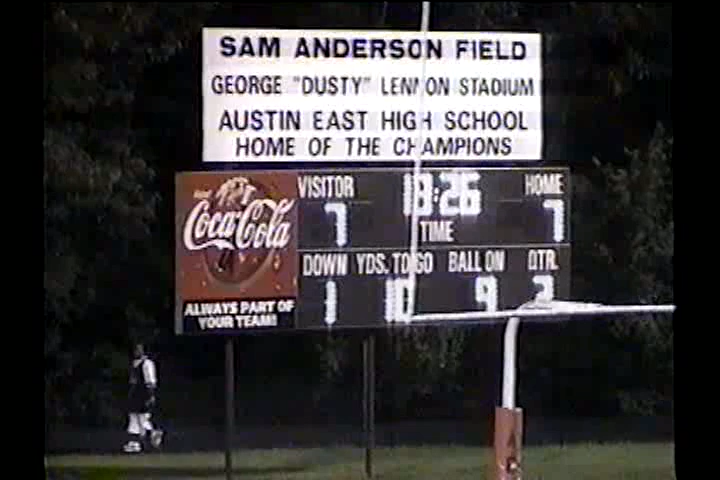 SAM ANDERSON FIELD
GEORGE "DUSTY" LENNON STADIUM
AUSTIN EAST HIGH SCHOOL
HOME OF THE CHAMPIONS
Coca-Cola
ALWAYS PART OF
YOUR TEAM!
VISITOR HOME
7 7
TIME
DOWN YDS. TO GO BALL ON QTR.
1 10 9 2